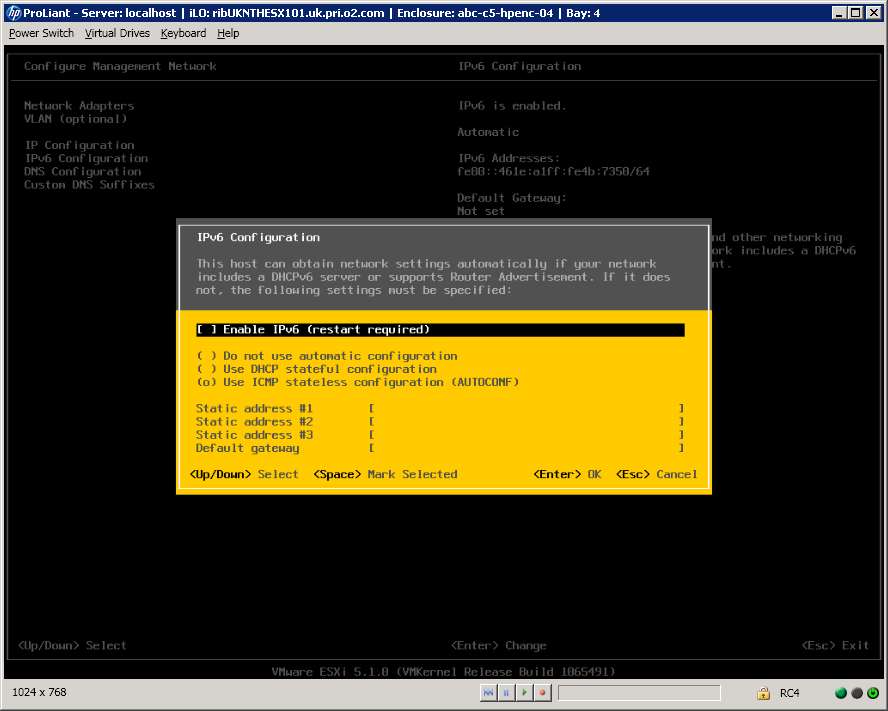 ProLiant - Server: localhost | iLO: ribUKNTHESX101.uk.pri.o2.com | Enclosure: abc-c5-hpenc-04 | Bay: 4
Power Switch Virtual Drives Keyboard Help
Configure Management Network IPv6 Configuration
Network Adapters IPv6 is enabled.
VLAN (optional)
Automatic
IP Configuration
IPv6 Configuration IPv6 Addresses:
DNS Configuration fe80::461e:a1ff:fe4b:7350/64
Custom DNS Suffixes
Default Gateway:
Not set
IPv6 Configuration nd other networking
ork includes a DHCPv6
nt.
This host can obtain network settings automatically if your network
includes a DHCPv6 server or supports Router Advertisement. If it does
not, the following settings must be specified:
[ ] Enable IPv6 (restart required)
( ) Do not use automatic configuration
( ) Use DHCP stateful configuration
(o) Use ICMP stateless configuration (AUTOCONF)
Static address #1 [ ]
Static address #2 [ ]
Static address #3 [ ]
Default gateway [ ]
<Up/Down> Select <Space> Mark Selected <Enter> OK <Esc> Cancel
<Up/Down> Select <Enter> Change <Esc> Exit
VMware ESXi 5.1.0 (VMKernel Release Build 1065491)
1024 x 768 RC4